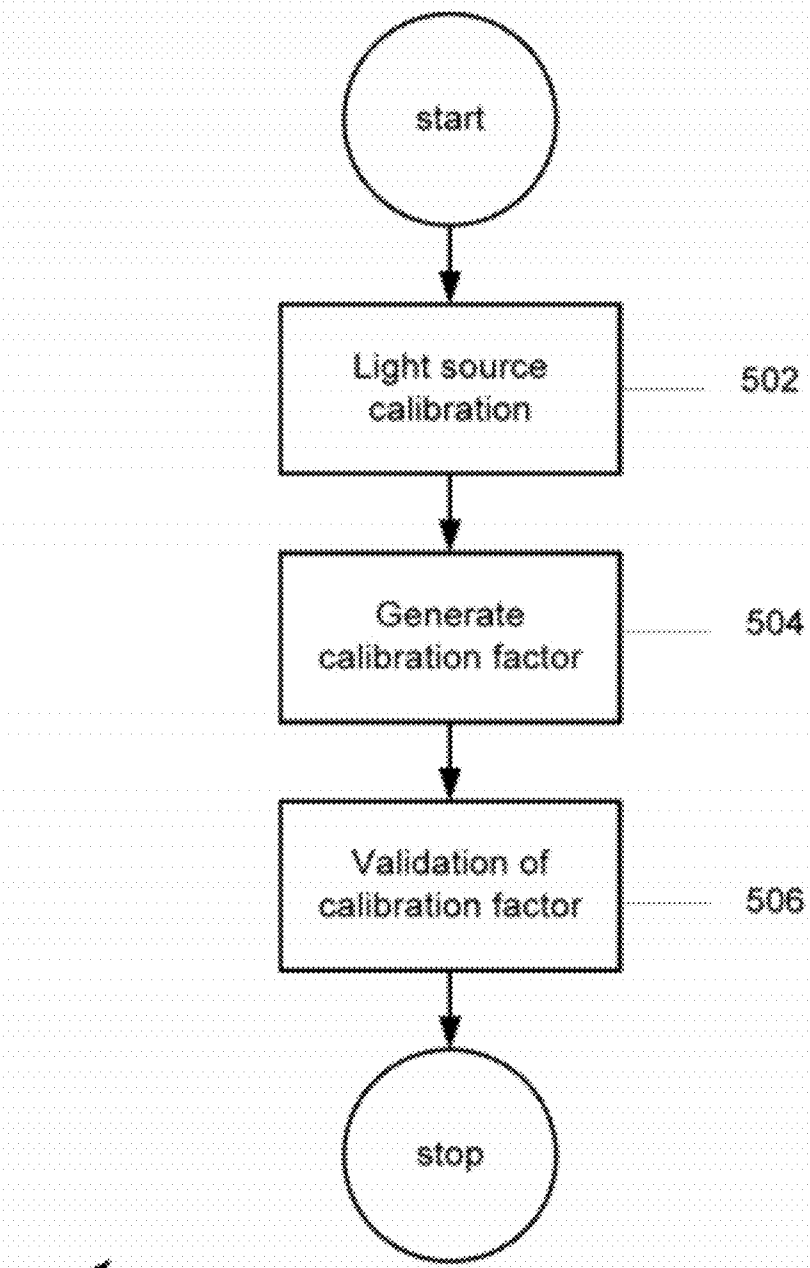 start
Light source
calibration
502
Generate
calibration factor
504
Validation of
calibration factor
506
stop